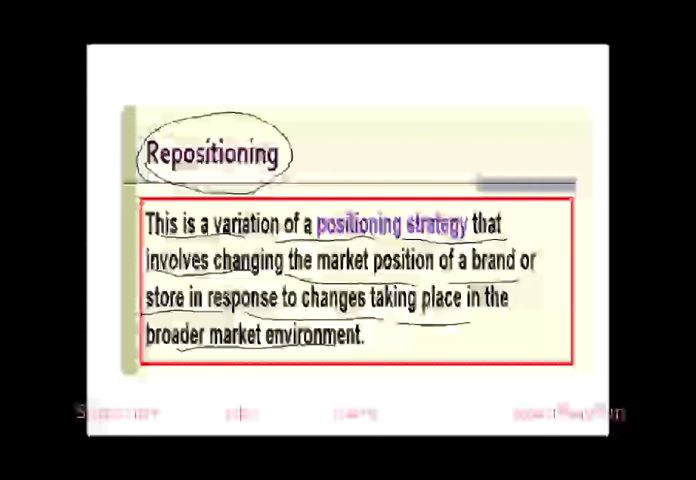 Repositioning
This is a variation of a positioning strategy that
involves changing the market position of a brand or
store in response to changes taking place in the
broader market environment.